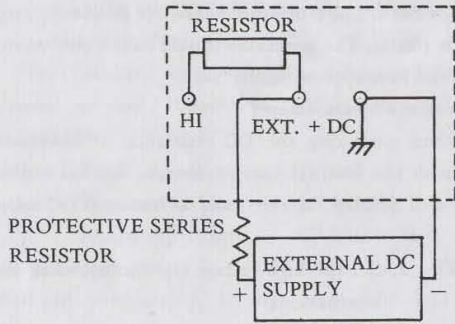 RESISTOR
HI
EXT. + DC
PROTECTIVE SERIES
RESISTOR
EXTERNAL DC
SUPPLY
+
−